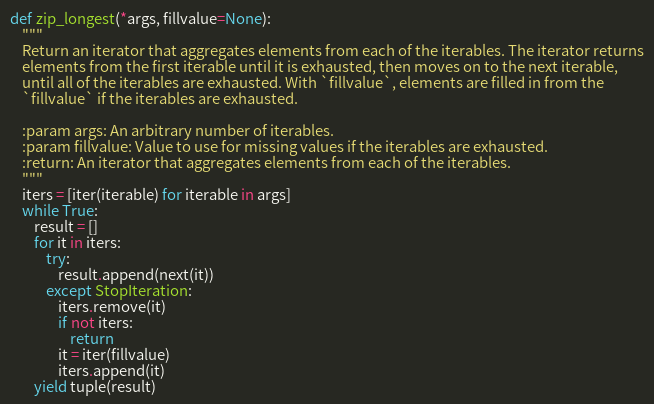 def zip_longest(*args, fillvalue=None):
"""
Return an iterator that aggregates elements from each of the iterables. The iterator returns
elements from the first iterable until it is exhausted, then moves on to the next iterable,
until all of the iterables are exhausted. With `fillvalue`, elements are filled in from the
`fillvalue` if the iterables are exhausted.
:param args: An arbitrary number of iterables.
:param fillvalue: Value to use for missing values if the iterables are exhausted.
:return: An iterator that aggregates elements from each of the iterables.
"""
iters = [iter(iterable) for iterable in args]
while True:
result = []
for it in iters:
try:
result.append(next(it))
except StopIteration:
iters.remove(it)
if not iters:
return
it = iter(fillvalue)
iters.append(it)
yield tuple(result)